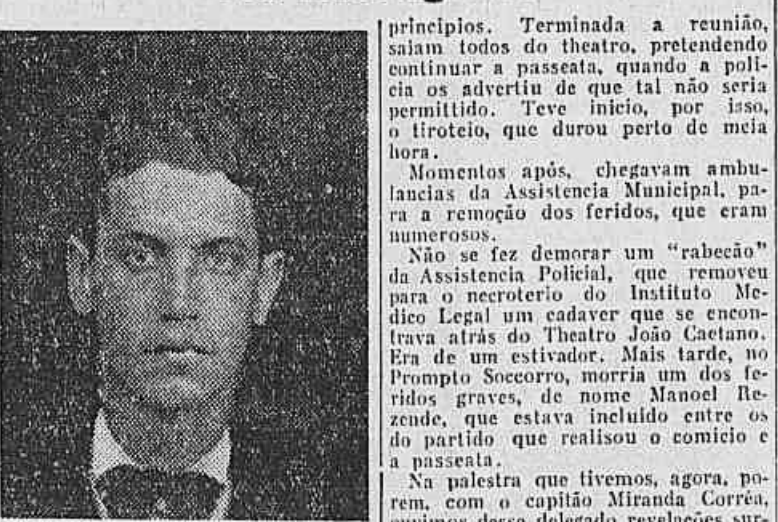 principios. Terminada a reunião,
saiam todos do theatro, pretendendo
continuar a passeata, quando a poli-
cia os advertiu de que tal não seria
permittido. Teve inicio, por isso,
o tiroteio, que durou perto de meia
hora.
Momentos após, chegavam ambu-
lancias da Assistencia Municipal, pa-
ra a remoção dos feridos, que eram
numerosos.
Não se fez demorar um "rabecão"
da Assistencia Policial, que removeu
para o necroterio do Instituto Me-
dico Legal um cadaver que se encon-
trava atrás do Theatro João Caetano.
Era de um estivador. Mais tarde, no
Prompto Soccorro, morria um dos fe-
ridos graves, de nome Manoel Re-
zende, que estava incluido entre os
do partido que realisou o comicio e
a passeata.
Na palestra que tivemos, agora, po-
rem, com o capitão Miranda Corrêa,
ouvimos desse delegado revelações sur-